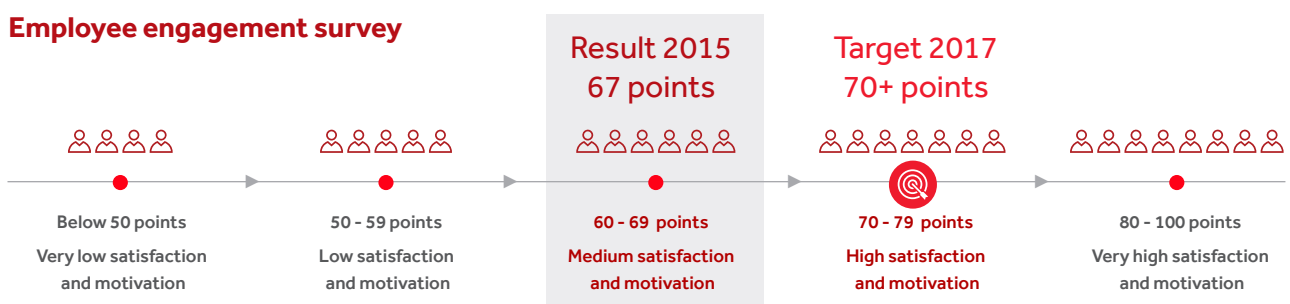 Employee engagement survey
Result 2015
67 points
Target 2017
70+ points
Below 50 points
Very low satisfaction
and motivation
50 - 59 points
Low satisfaction
and motivation
60 - 69 points
Medium satisfaction
and motivation
70 - 79 points
High satisfaction
and motivation
80 - 100 points
Very high satisfaction
and motivation